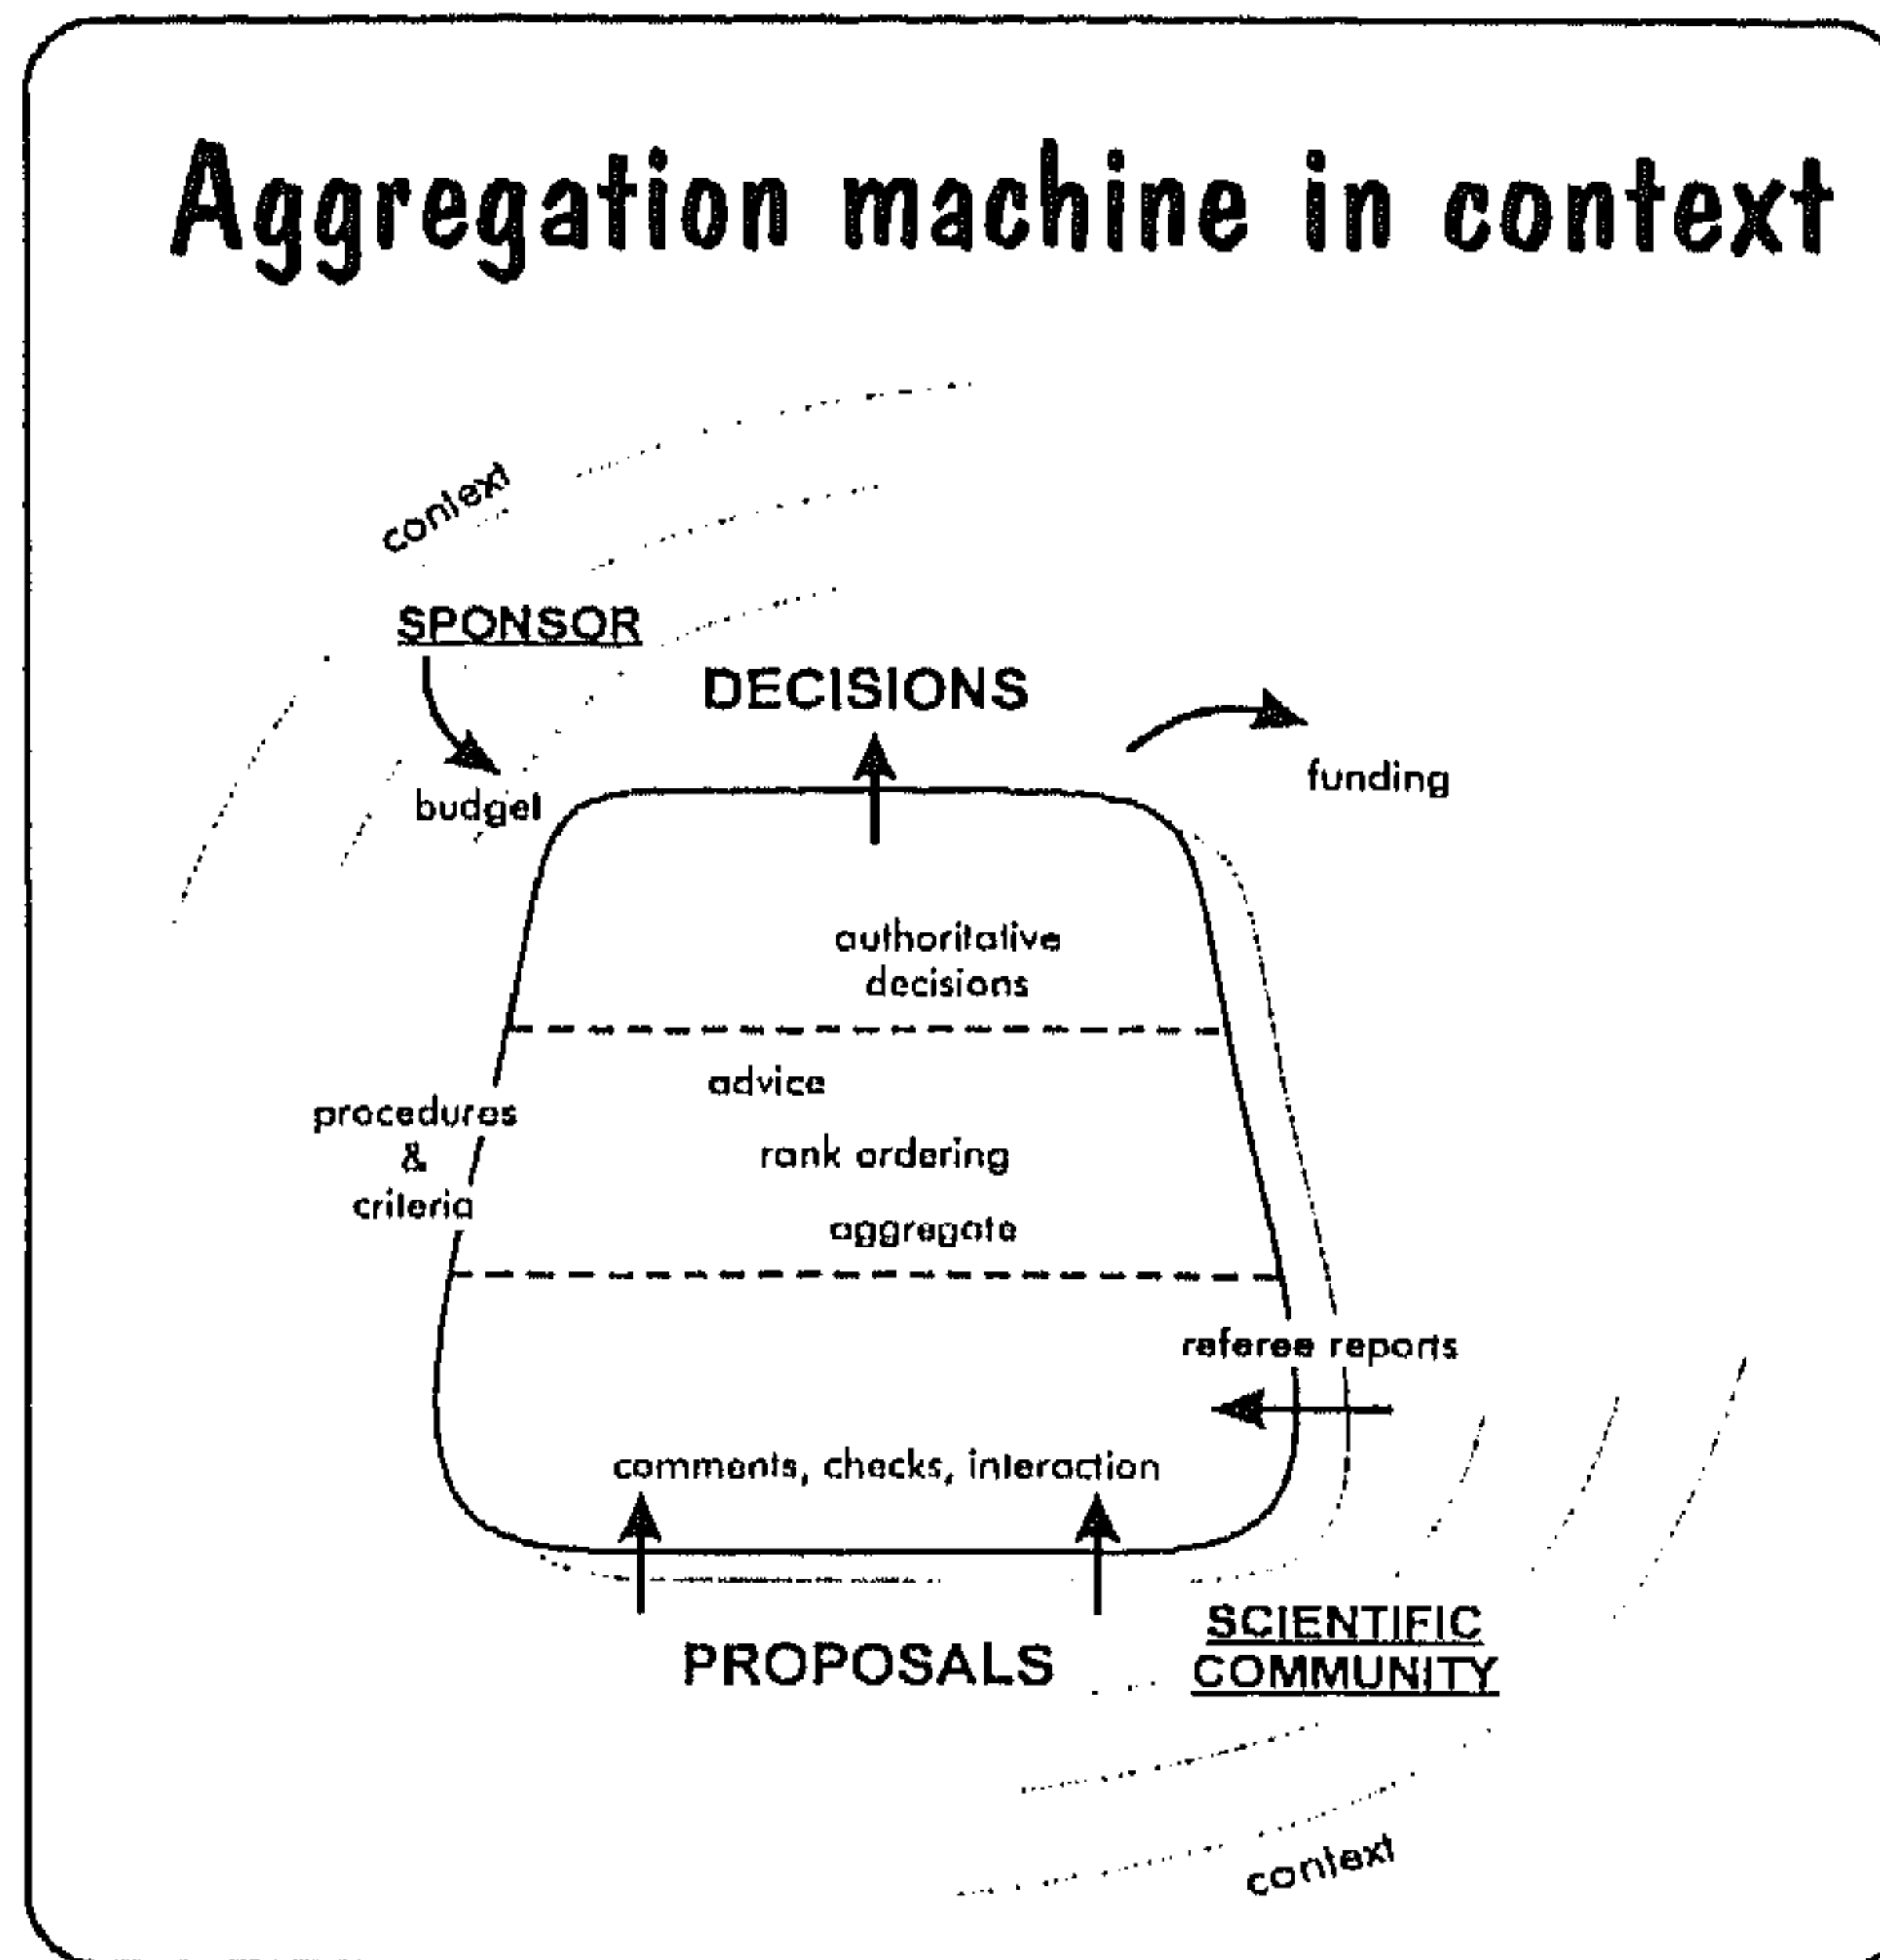 Aggregation machine in context
context
SPONSOR
DECISIONS
funding
budget
authoritative
decisions
advice
procedures
&
criteria
rank ordering
aggregate
referee reports
comments, checks, interaction
PROPOSALS
SCIENTIFIC
COMMUNITY
context